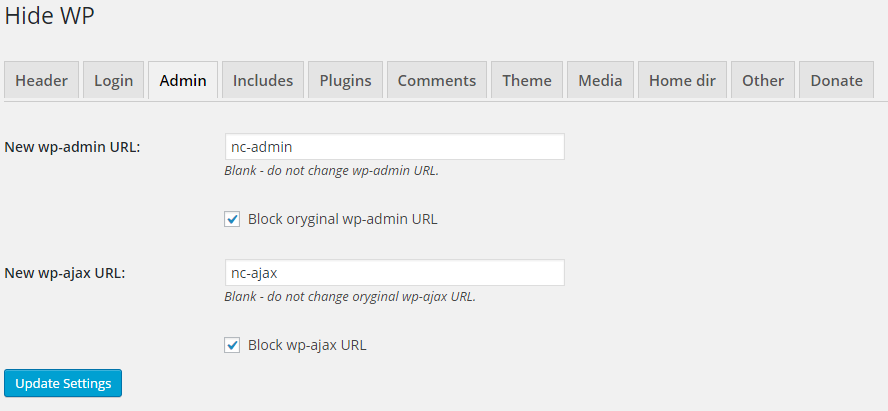 Hide WP
Header Login Admin Includes Plugins Comments Theme Media Home dir Other Donate
New wp-admin URL: nc-admin
Blank - do not change wp-admin URL.
Block oryginal wp-admin URL
New wp-ajax URL: nc-ajax
Blank - do not change oryginal wp-ajax URL.
Block wp-ajax URL
Update Settings